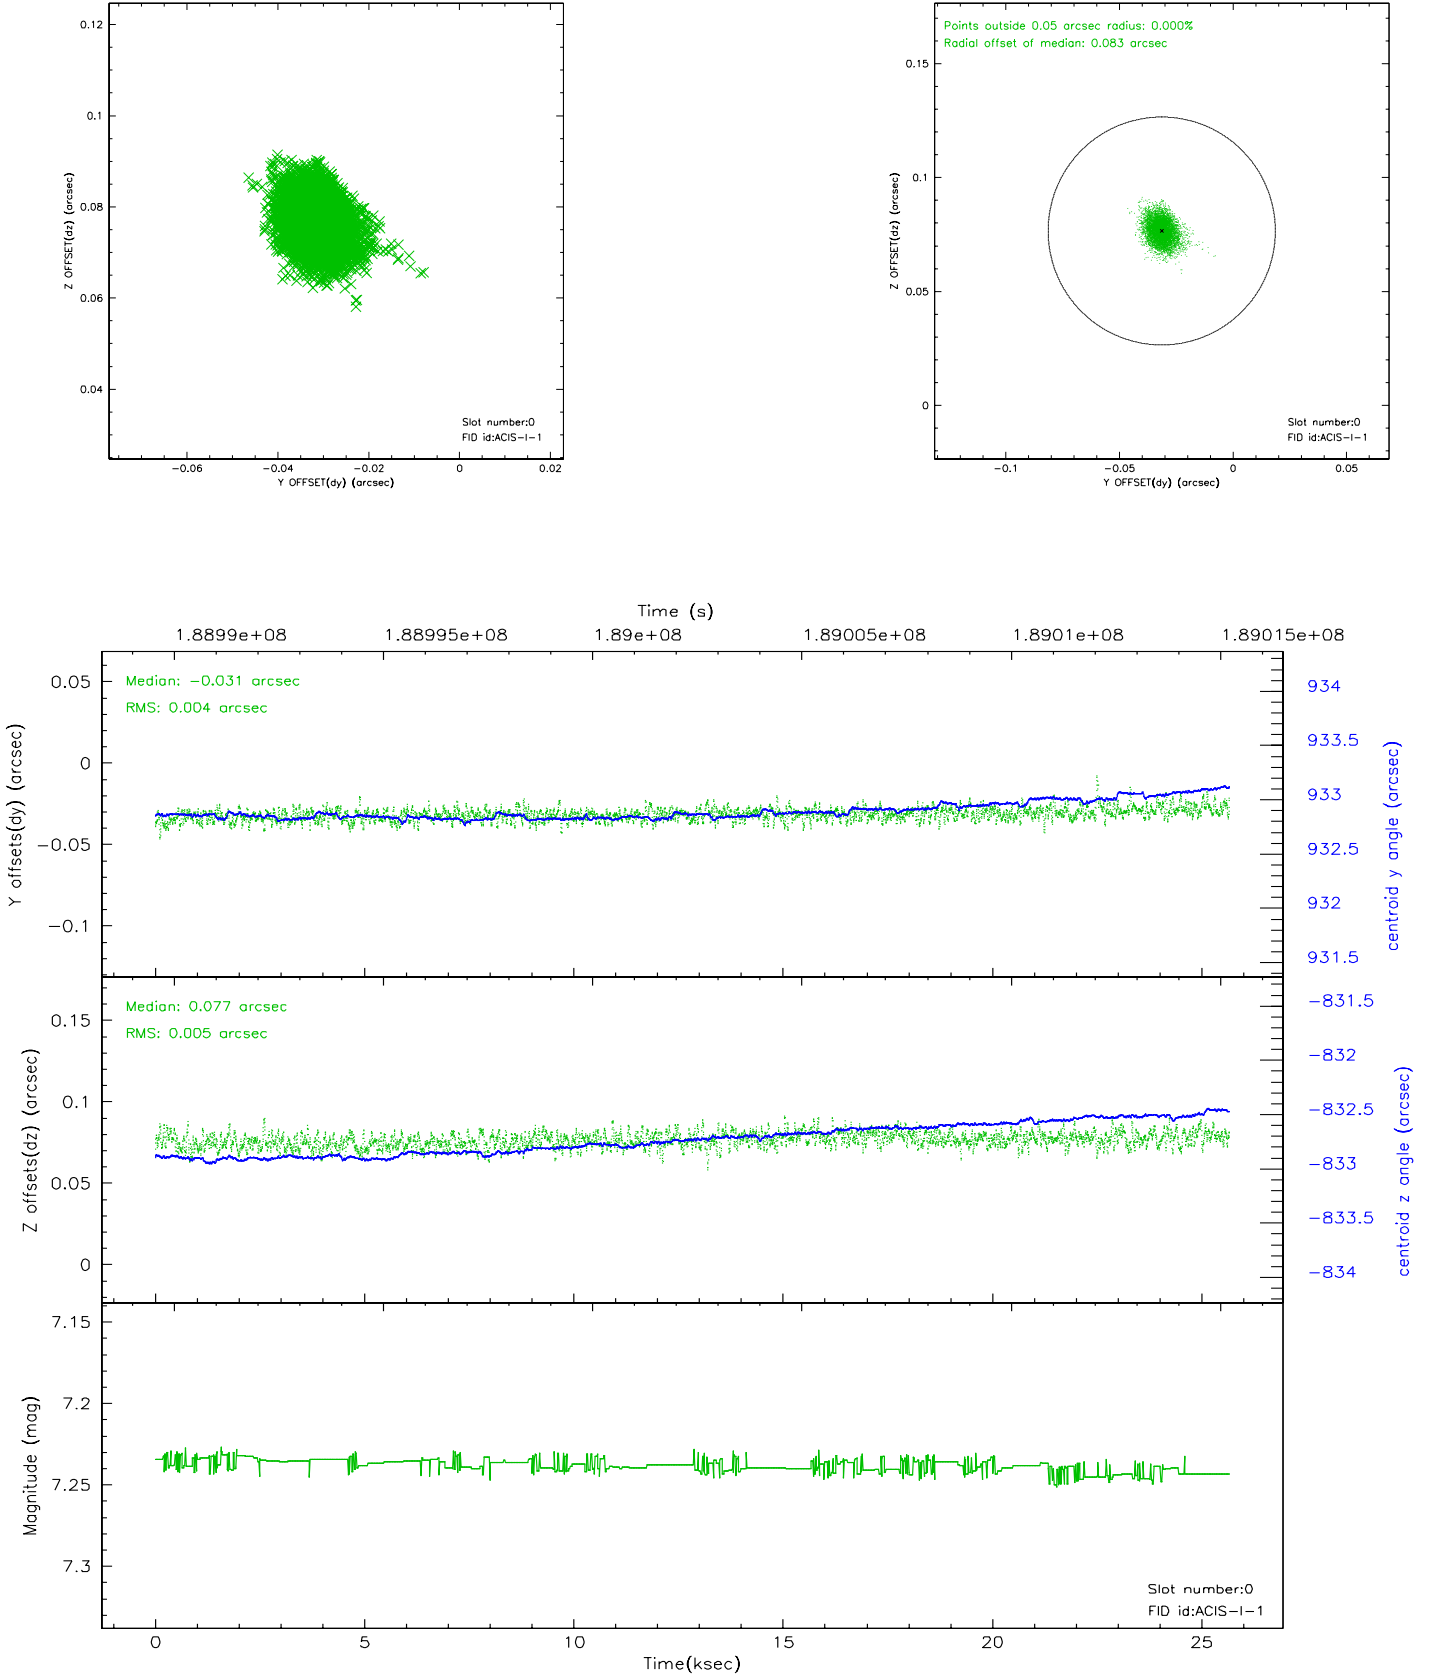 0.12
0.1
0.08
0.06
0.04
Z OFFSET(dz) (arcsec)
Slot number:0
FID id:ACIS-I-1
-0.06 -0.04 -0.02 0 0.02
Y OFFSET(dy) (arcsec)
Points outside 0.05 arcsec radius: 0.000%
Radial offset of median: 0.083 arcsec
0.15
0.1
0.05
0
Z OFFSET(dz) (arcsec)
Slot number:0
FID id:ACIS-I-1
-0.1 -0.05 0 0.05
Y OFFSET(dy) (arcsec)
Time (s)
1.8899e+08 1.88995e+08 1.89e+08 1.89005e+08 1.8901e+08 1.89015e+08
Median: -0.031 arcsec
RMS: 0.004 arcsec
0.05
0
-0.05
-0.1
Y offsets(dy) (arcsec)
934
933.5
933
932.5
932
931.5
centroid y angle (arcsec)
Median: 0.077 arcsec
RMS: 0.005 arcsec
0.15
0.1
0.05
0
Z offsets(dz) (arcsec)
-831.5
-832
-832.5
-833
-833.5
-834
centroid z angle (arcsec)
7.15
7.2
7.25
7.3
Magnitude (mag)
Slot number:0
FID id:ACIS-I-1
0 5 10 15 20 25
Time(ksec)